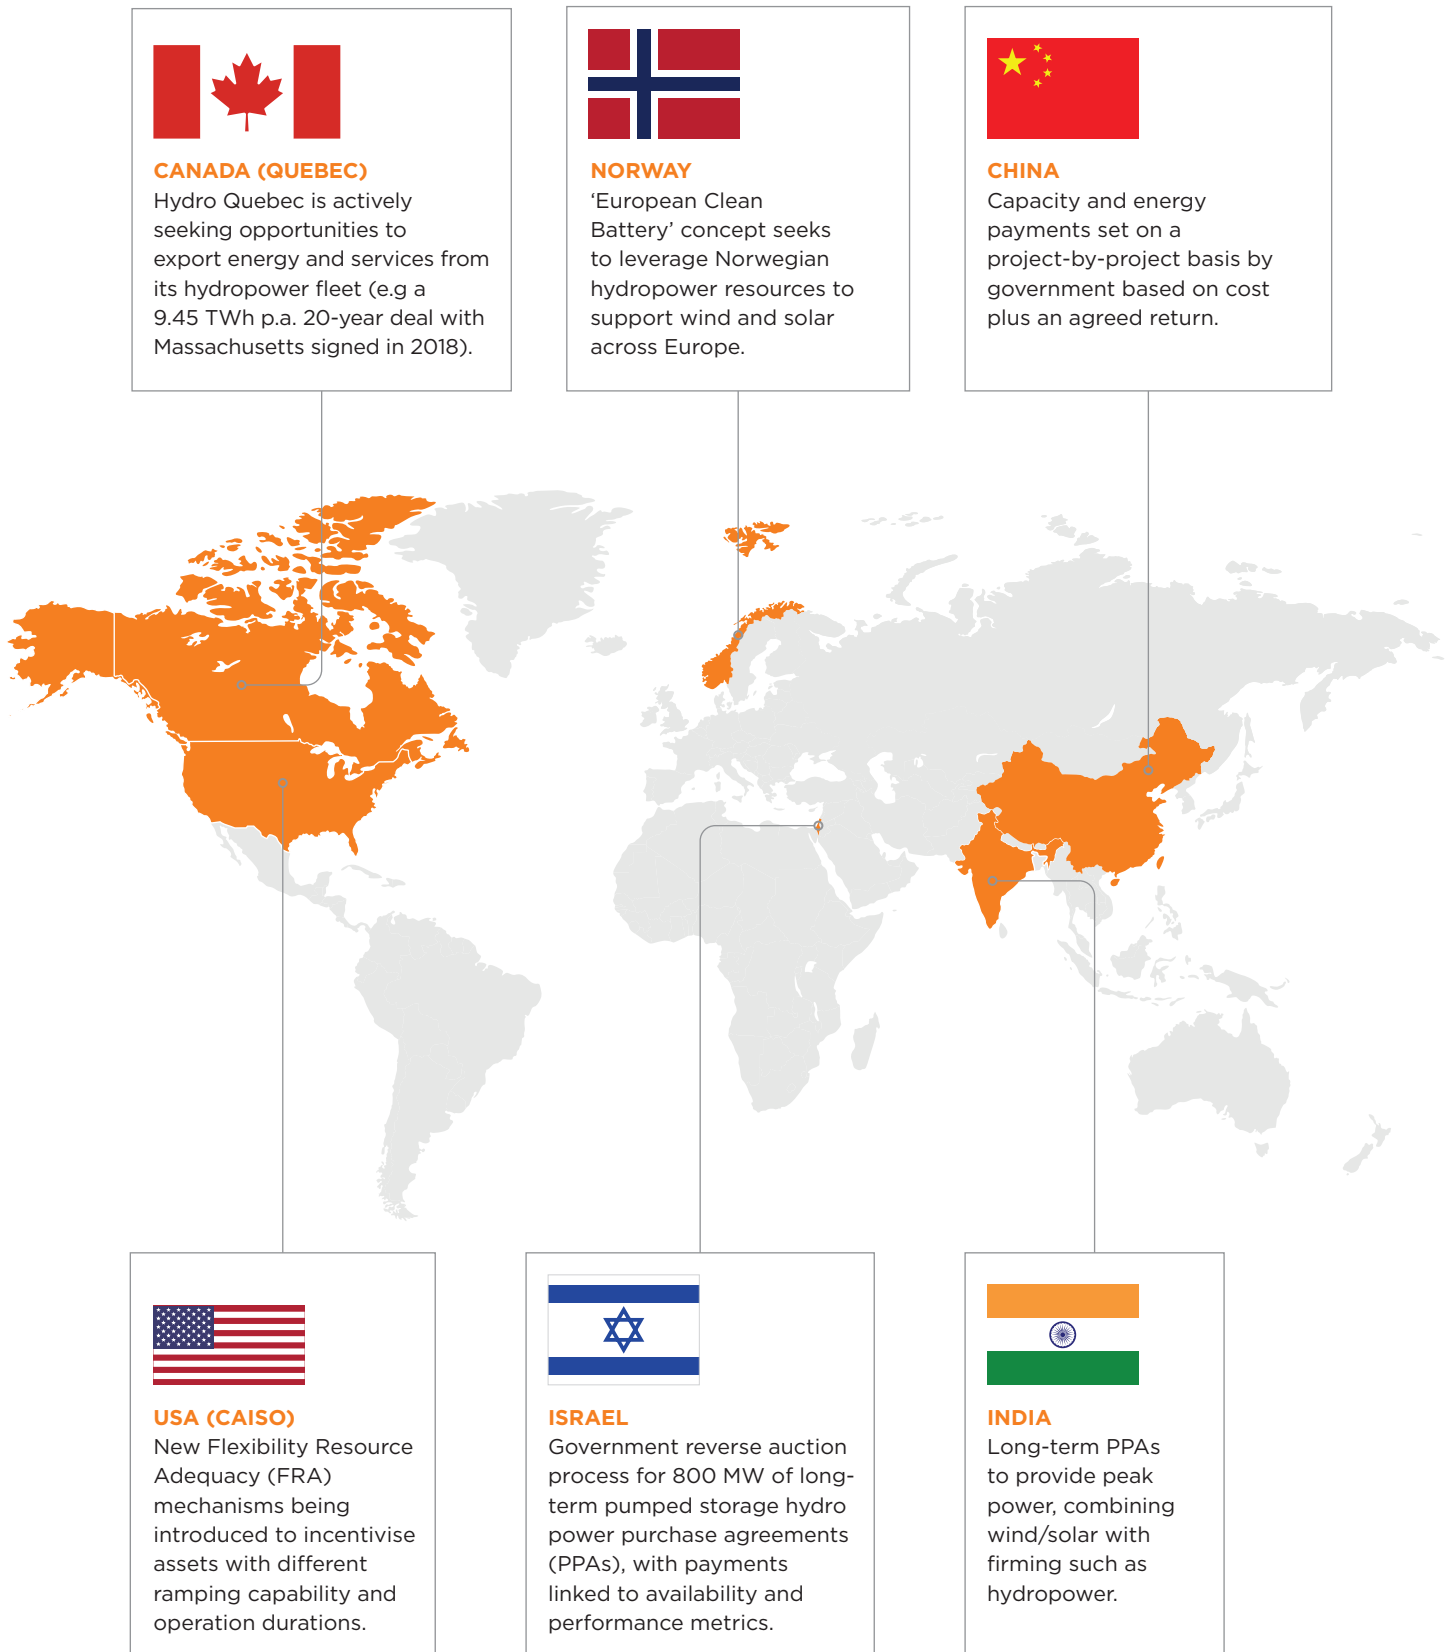 CANADA (QUEBEC)
Hydro Quebec is actively
seeking opportunities to
export energy and services from
its hydropower fleet (e.g a
9.45 TWh p.a. 20-year deal with
Massachusetts signed in 2018).
NORWAY
‘European Clean
Battery’ concept seeks
to leverage Norwegian
hydropower resources to
support wind and solar
across Europe.
CHINA
Capacity and energy
payments set on a
project-by-project basis by
government based on cost
plus an agreed return.
USA (CAISO)
New Flexibility Resource
Adequacy (FRA)
mechanisms being
introduced to incentivise
assets with different
ramping capability and
operation durations.
ISRAEL
Government reverse auction
process for 800 MW of long-
term pumped storage hydro
power purchase agreements
(PPAs), with payments
linked to availability and
performance metrics.
INDIA
Long-term PPAs
to provide peak
power, combining
wind/solar with
firming such as
hydropower.